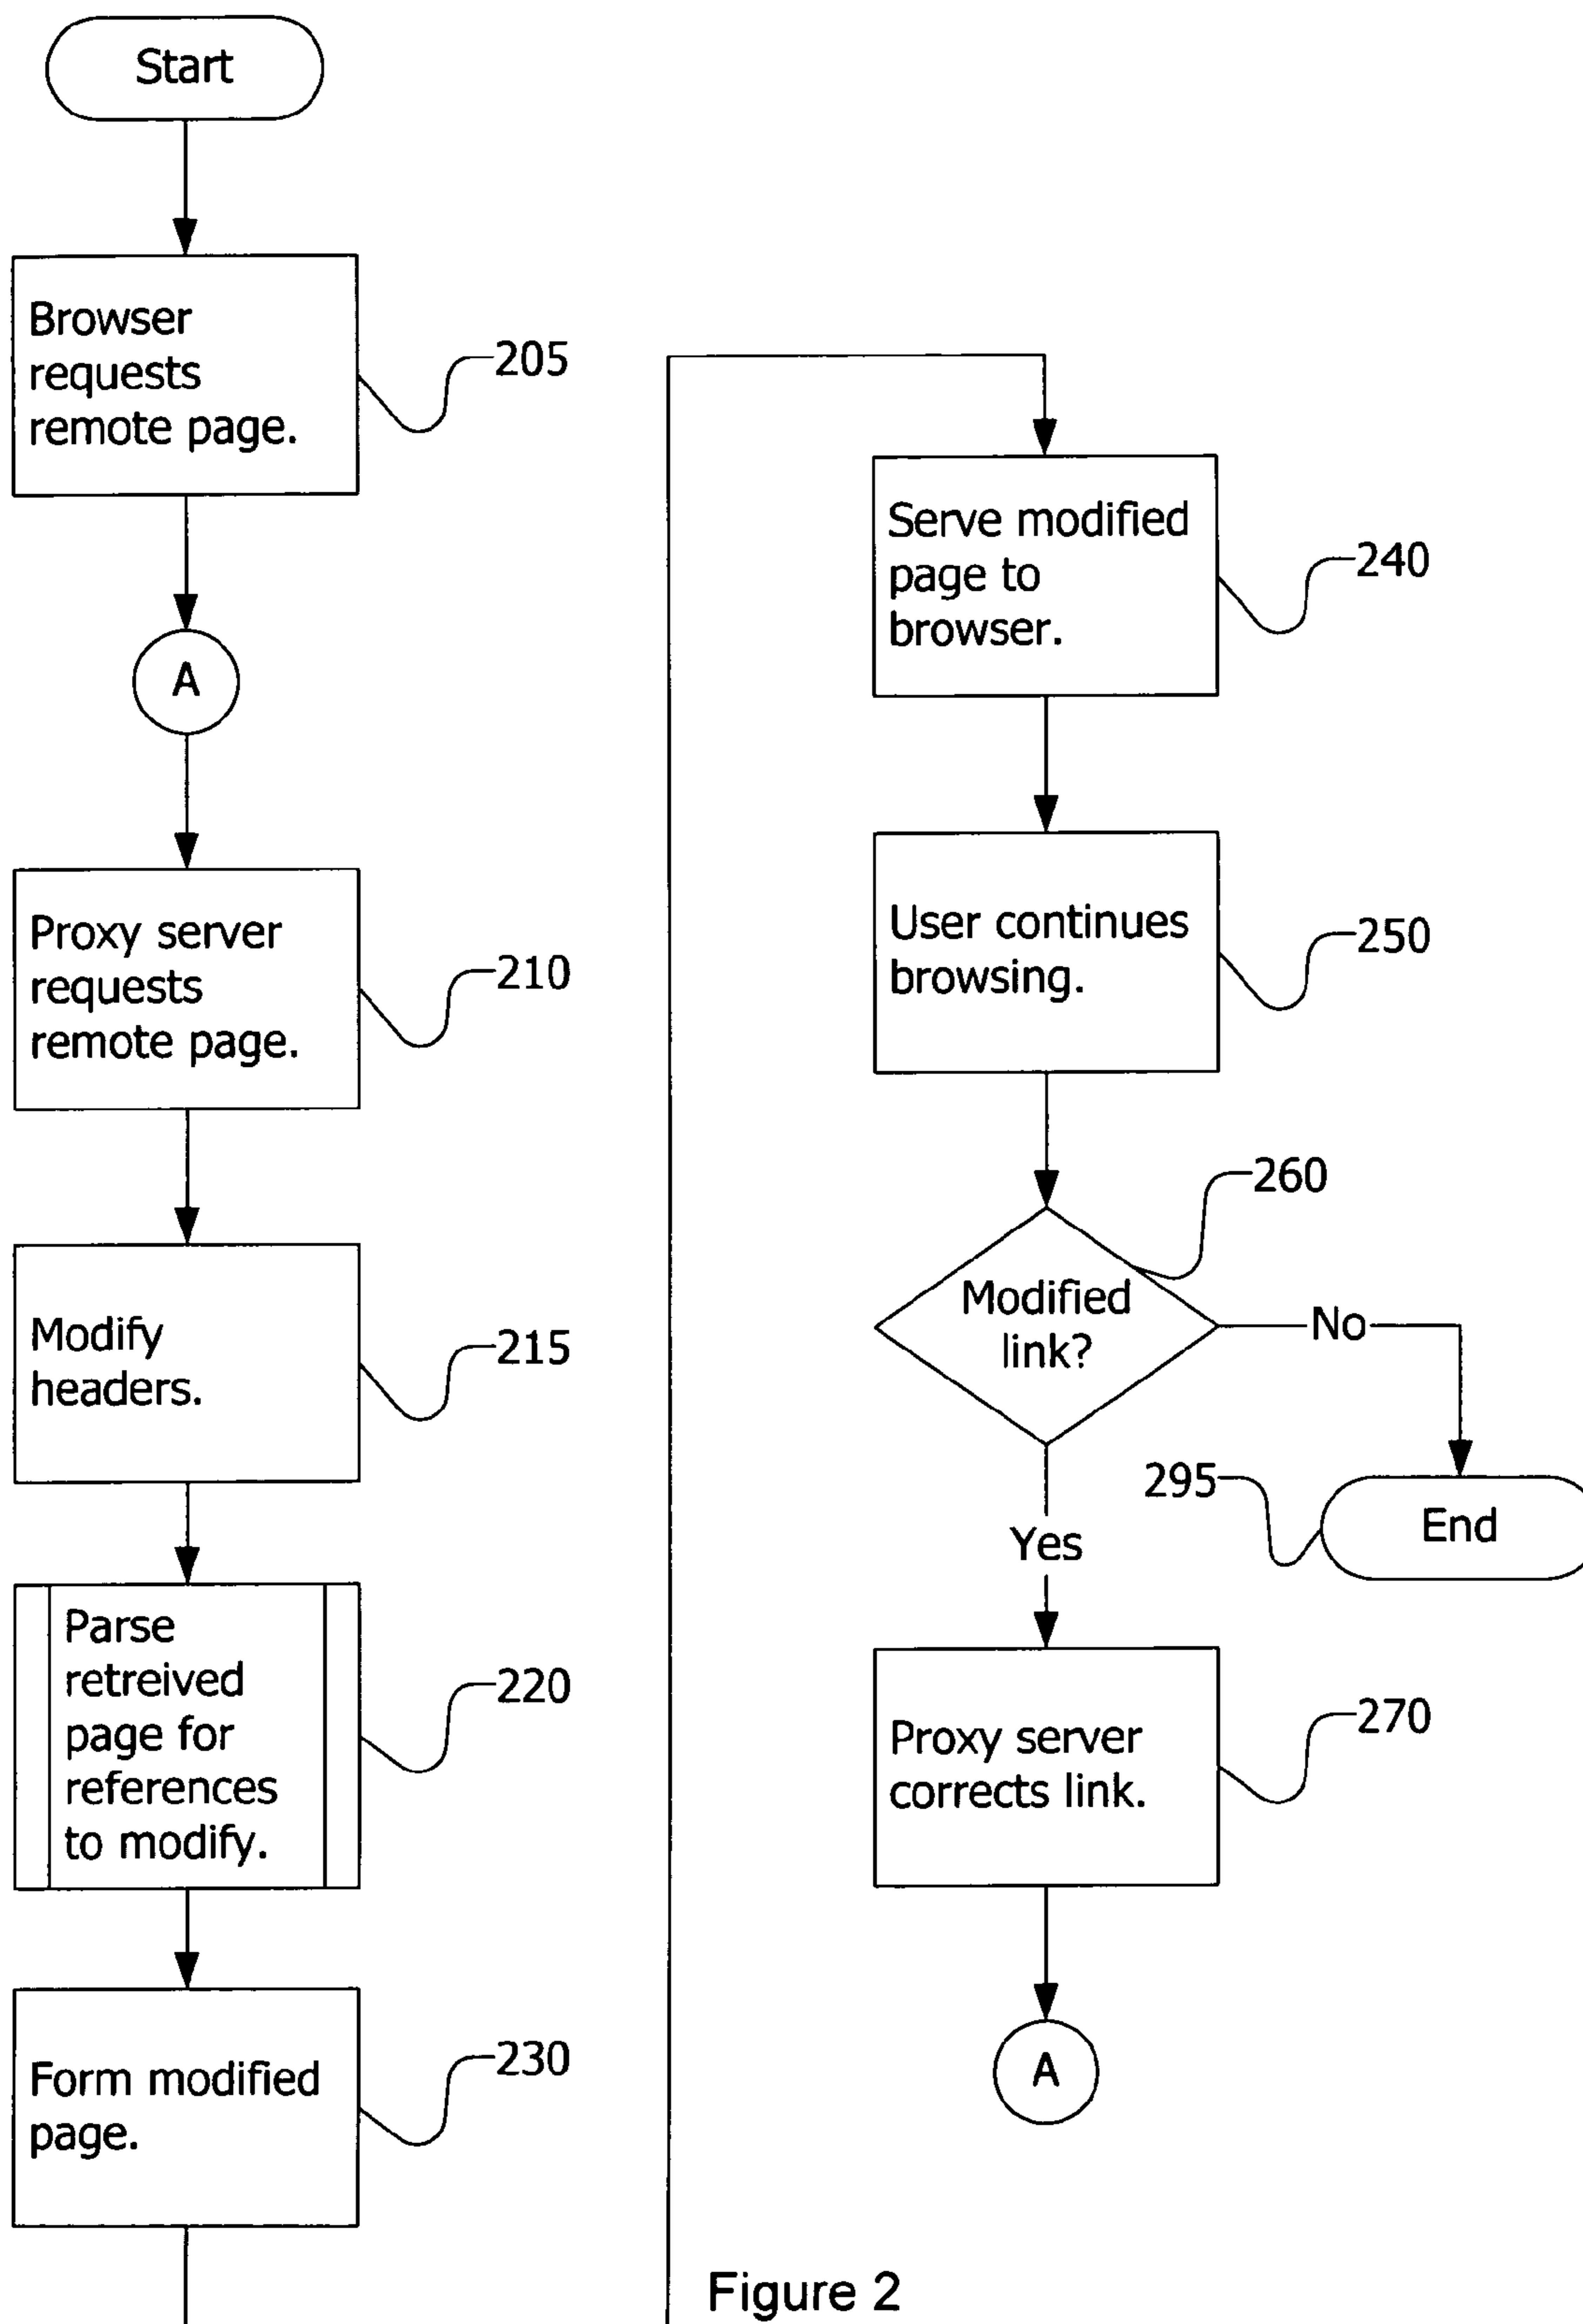 Start
Browser
requests
remote page.
205
A
Proxy server
requests
remote page.
210
Modify
headers.
215
Parse
retreived
page for
references
to modify.
220
Form modified
page.
230
Serve modified
page to
browser.
240
User continues
browsing.
250
260
Modified
link?
No
295
End
Yes
Proxy server
corrects link.
270
A
Figure 2